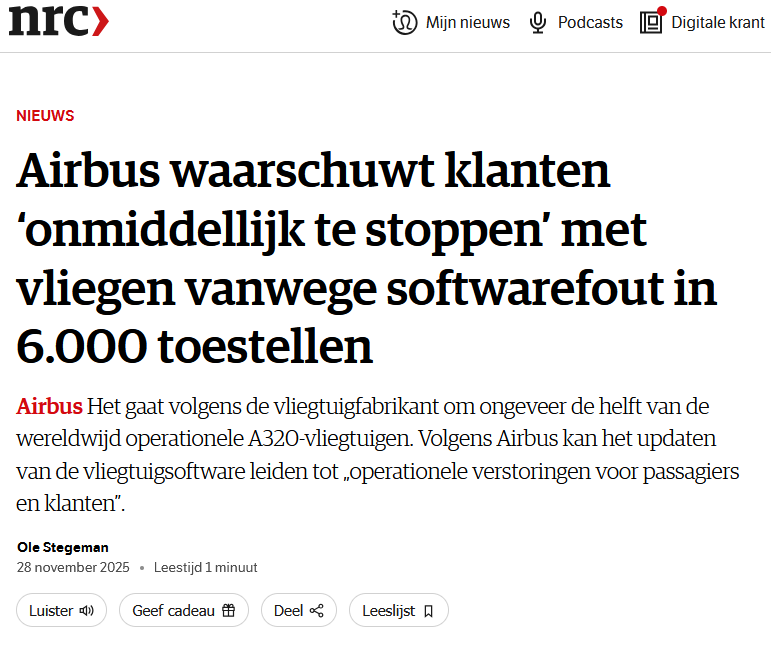 nrc
Mijn nieuws
Podcasts
Digitale krant
NIEUWS
Airbus waarschuwt klanten
‘onmiddellijk te stoppen’ met
vliegen vanwege softwarefout in
6.000 toestellen
Airbus Het gaat volgens de vliegtuigfabrikant om ongeveer de helft van de
wereldwijd operationele A320-vliegtuigen. Volgens Airbus kan het updaten
van de vliegtuigsoftware leiden tot „operationele verstoringen voor passagiers
en klanten”.
Ole Stegeman
28 november 2025 • Leestijd 1 minuut
Luister
Geef cadeau
Deel
Leeslijst